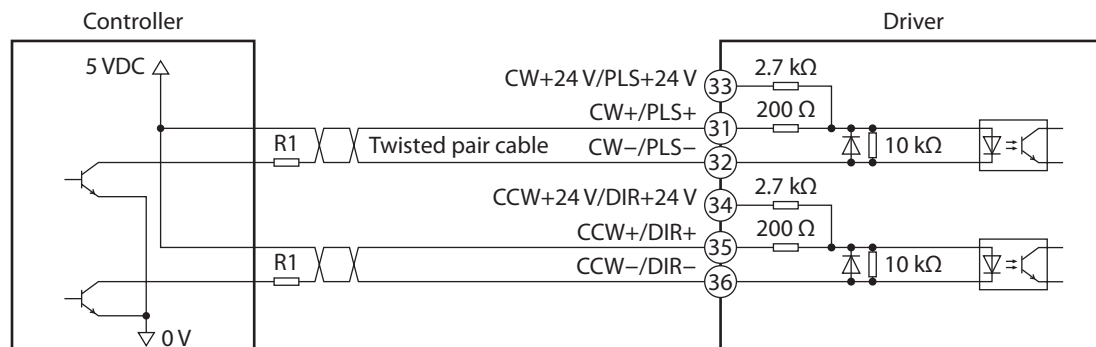 Controller
Driver
5 VDC
CW+24 V/PLS+24 V
33
2.7 kΩ
CW+/PLS+
31
200 Ω
R1
Twisted pair cable
CW−/PLS−
32
10 kΩ
CCW+24 V/DIR+24 V
34
2.7 kΩ
CCW+/DIR+
35
200 Ω
R1
CCW−/DIR−
36
10 kΩ
0 V